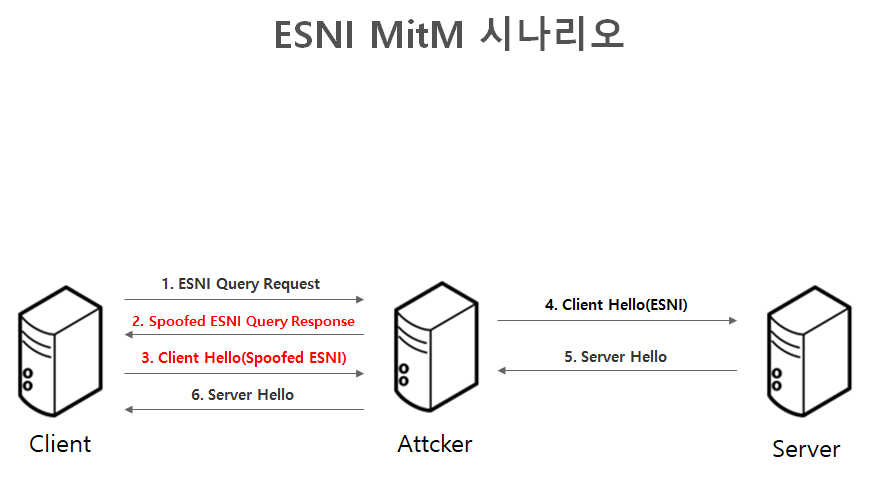 ESNI MitM 시나리오
1. ESNI Query Request
2. Spoofed ESNI Query Response
3. Client Hello(Spoofed ESNI)
6. Server Hello
4. Client Hello(ESNI)
5. Server Hello
Client
Attcker
Server